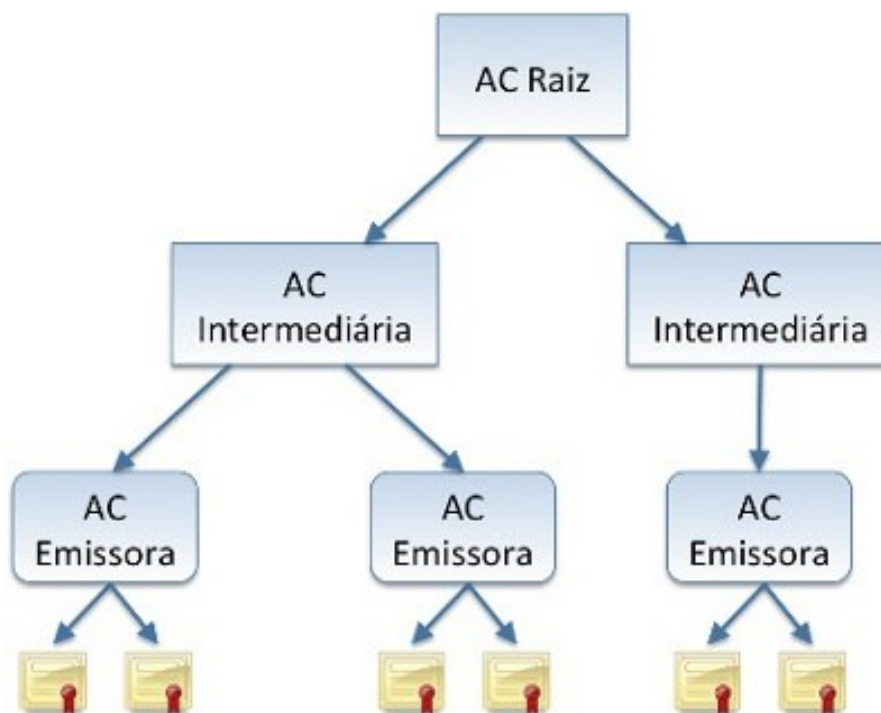 AC Raiz
AC
Intermediária
AC
Intermediária
AC
Emissora
AC
Emissora
AC
Emissora